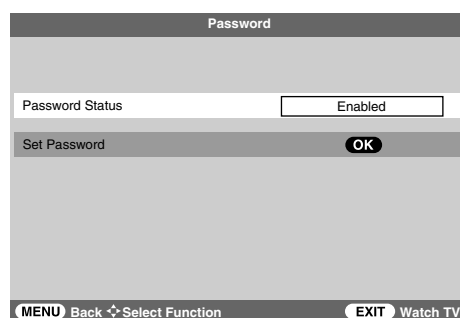 Password
Password Status Enabled
Set Password OK
MENU Back Select Function EXIT Watch TV